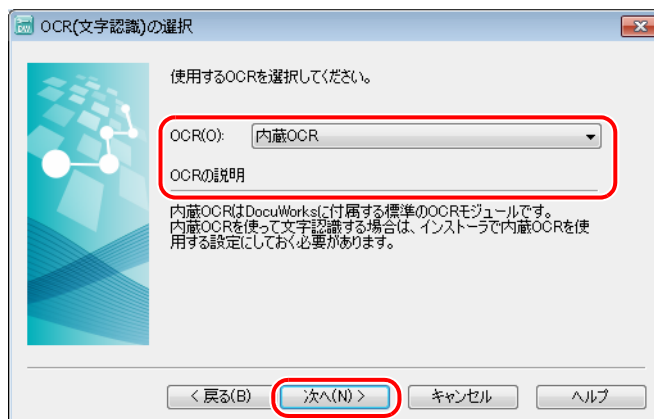 OCR(文字認識)の選択
使用するOCRを選択してください。
OCR(O): 内蔵OCR
OCRの説明
内蔵OCRはDocuWorksに付属する標準のOCRモジュールです。
内蔵OCRを使って文字認識する場合は、インストーラで内蔵OCRを使
用する設定にしておく必要があります。
< 戻る(B) 次へ(N) > キャンセル ヘルプ